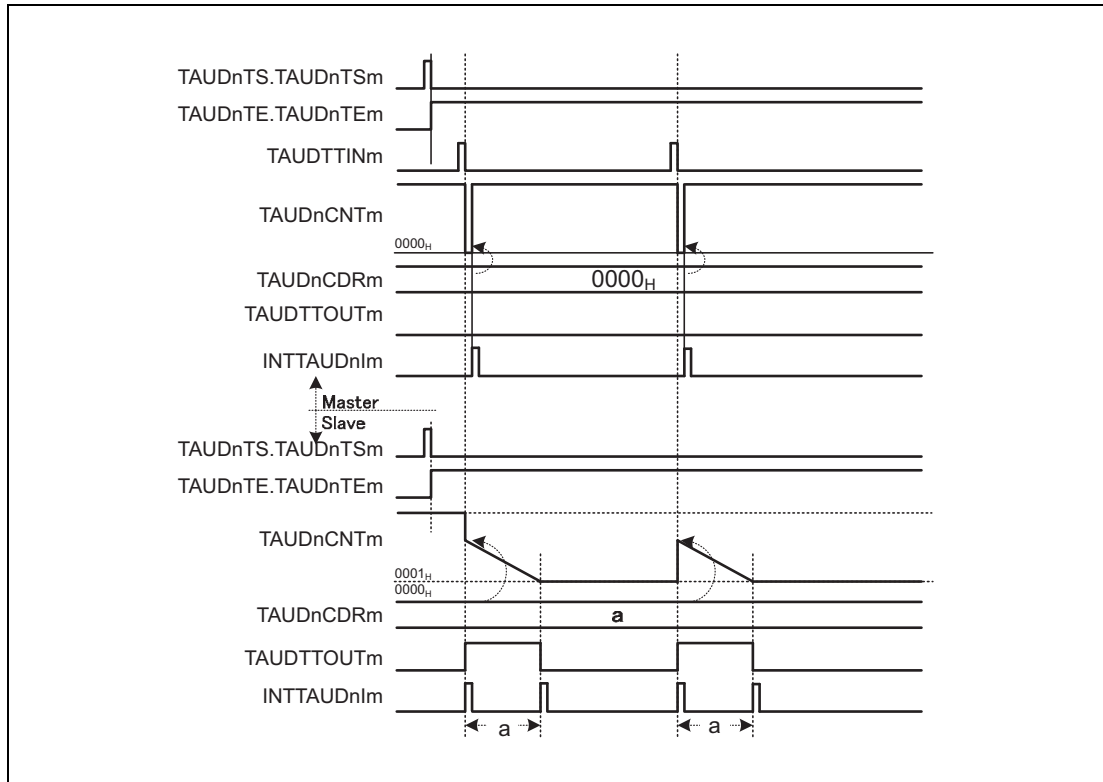 TAUDnTS.TAUDnTSm
TAUDnTE.TAUDnTEm
TAUDTTINm
TAUDnCNTm
0000H
TAUDnCDRm
0000H
TAUDTTOUTm
INTTAUDnIm
Master
Slave
TAUDnTS.TAUDnTSm
TAUDnTE.TAUDnTEm
TAUDnCNTm
0001H
0000H
TAUDnCDRm
a
TAUDTTOUTm
INTTAUDnIm
a a